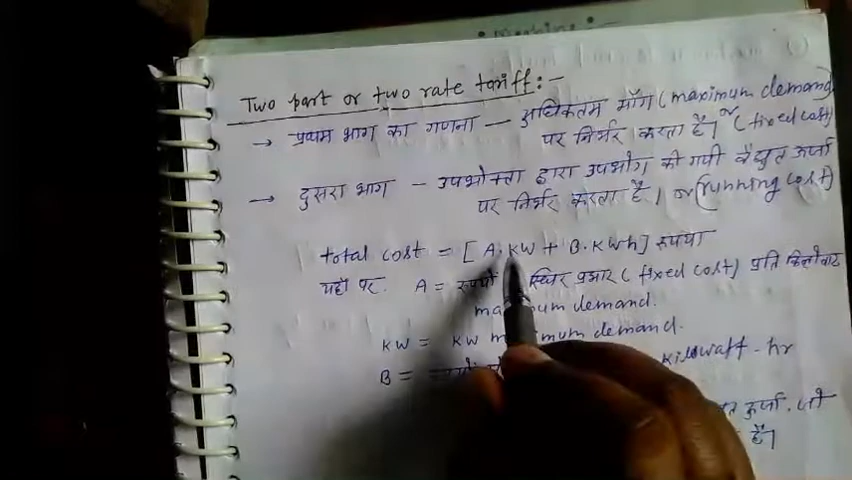 Two part or two rate tariff:-
→ प्रथम भाग का गणना — अधिकतम माँग (maximum demand
पर निर्भर करता है। or (fixed cost)
→ दुसरा भाग - उपभोक्ता द्वारा उपभोग की गयी वैद्युत ऊर्जा
पर निर्भर करता है। or (running cost)
total cost = [A.KW + B.KWh] रूपया
यहाँ पर. A = रूपयों स्थिर प्रभार (fixed cost) प्रति किलोवाट
maximum demand.
KW = KW maximum demand.
B = kilowatt-hr
ऊर्जा. जो
है।